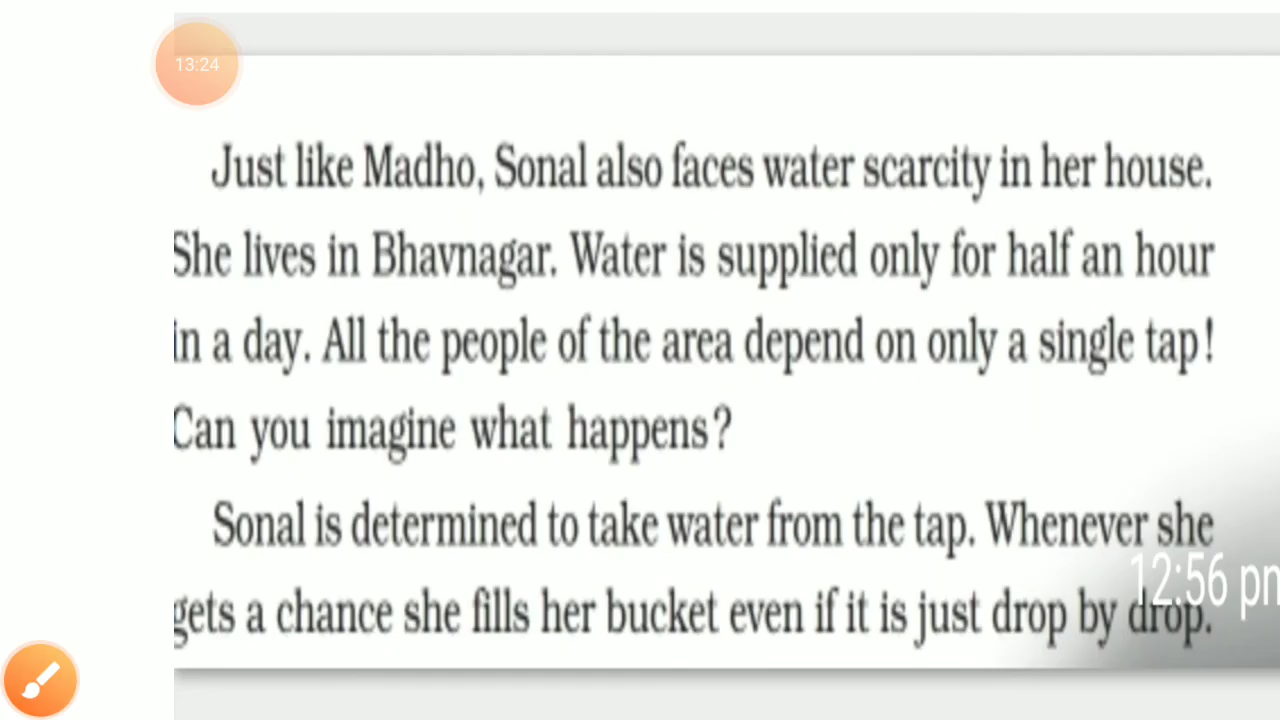 13:24
Just like Madho, Sonal also faces water scarcity in her house.
She lives in Bhavnagar. Water is supplied only for half an hour
in a day. All the people of the area depend on only a single tap!
Can you imagine what happens?
Sonal is determined to take water from the tap. Whenever she
12:56 pm
gets a chance she fills her bucket even if it is just drop by drop.